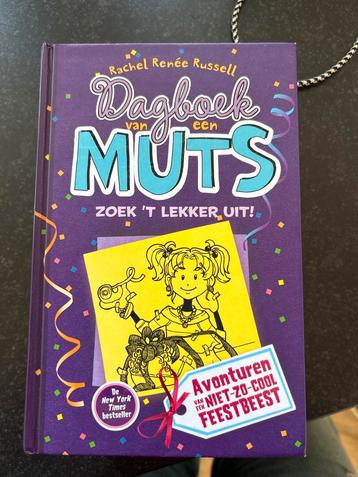 Rachel Renée Russell
Dagboek
van een
MUTS
ZOEK 'T LEKKER UIT!
De
New York
Times
bestseller
Avonturen
VAN EEN NIET-ZO-COOL
FEESTBEEST